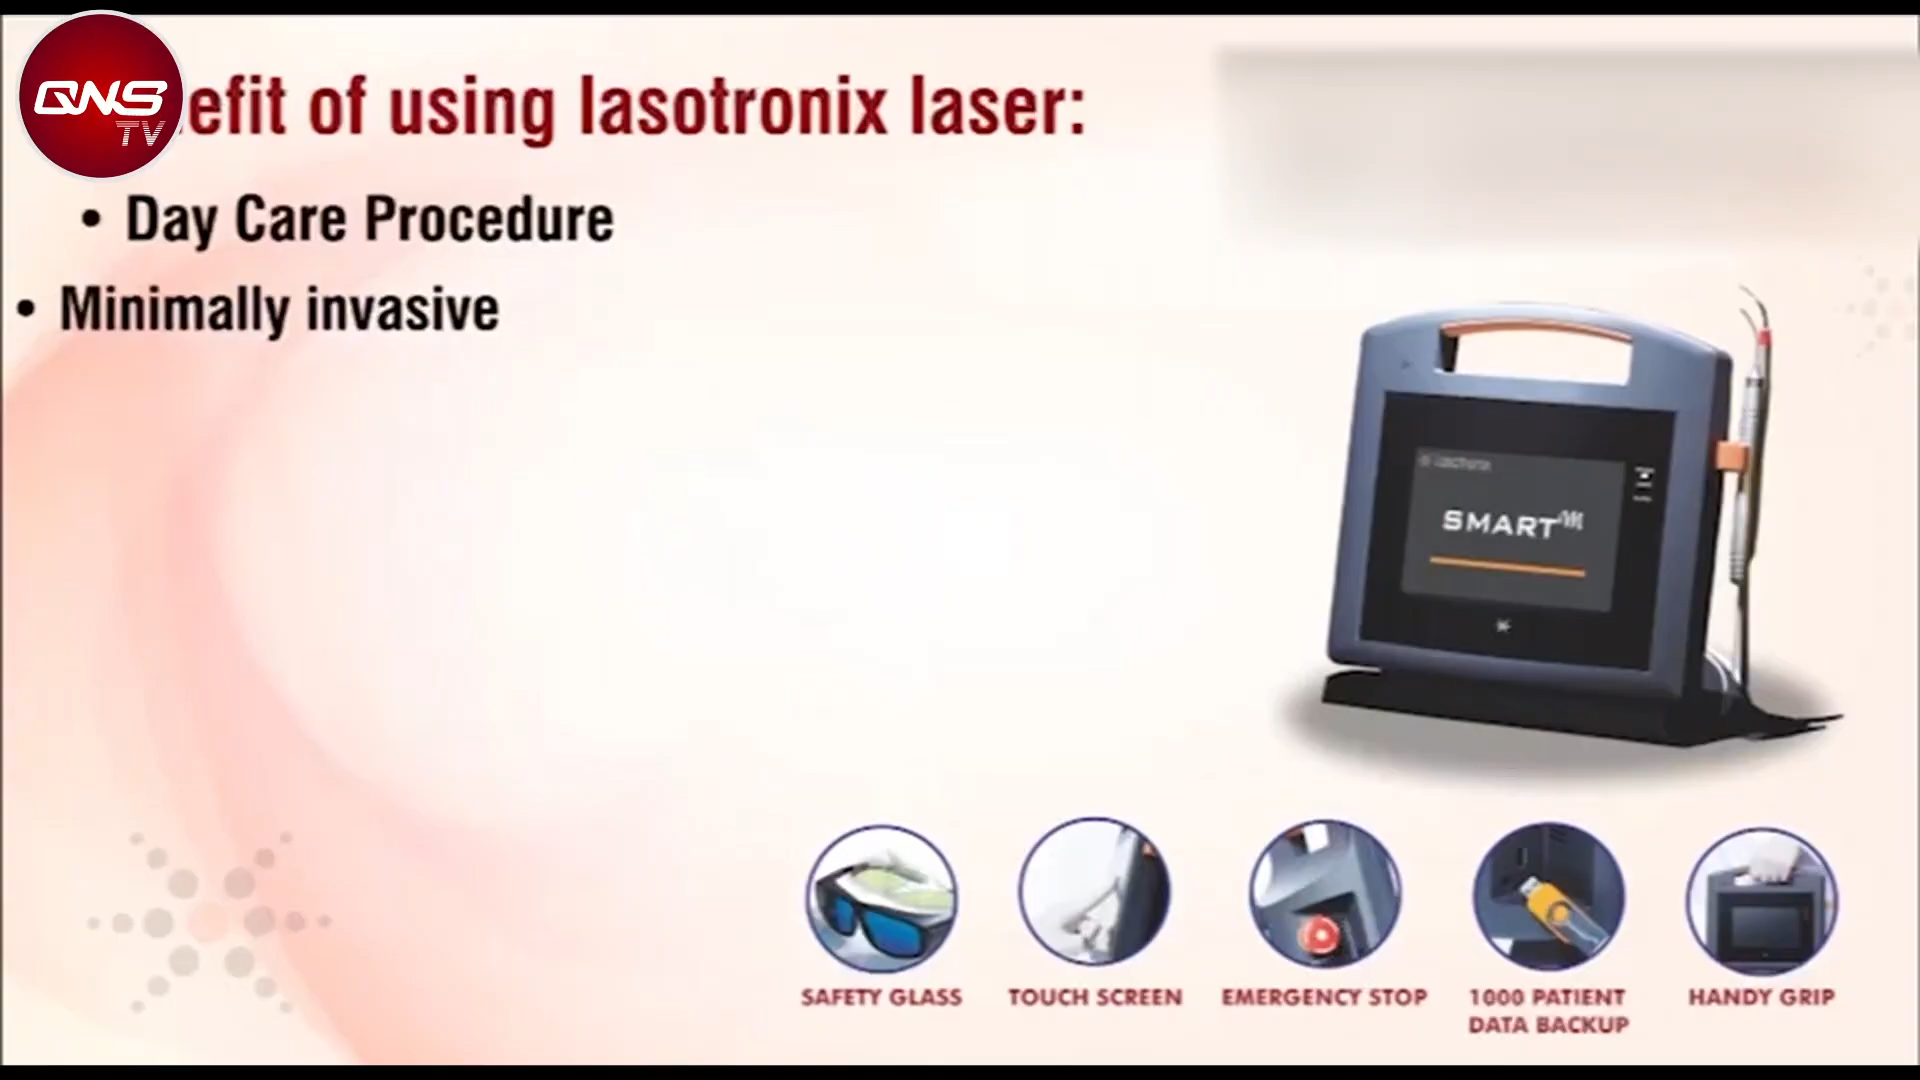 QNS
TV
efit of using lasotronix laser:
• Day Care Procedure
• Minimally invasive
SMART M
SAFETY GLASS
TOUCH SCREEN
EMERGENCY STOP
1000 PATIENT
DATA BACKUP
HANDY GRIP